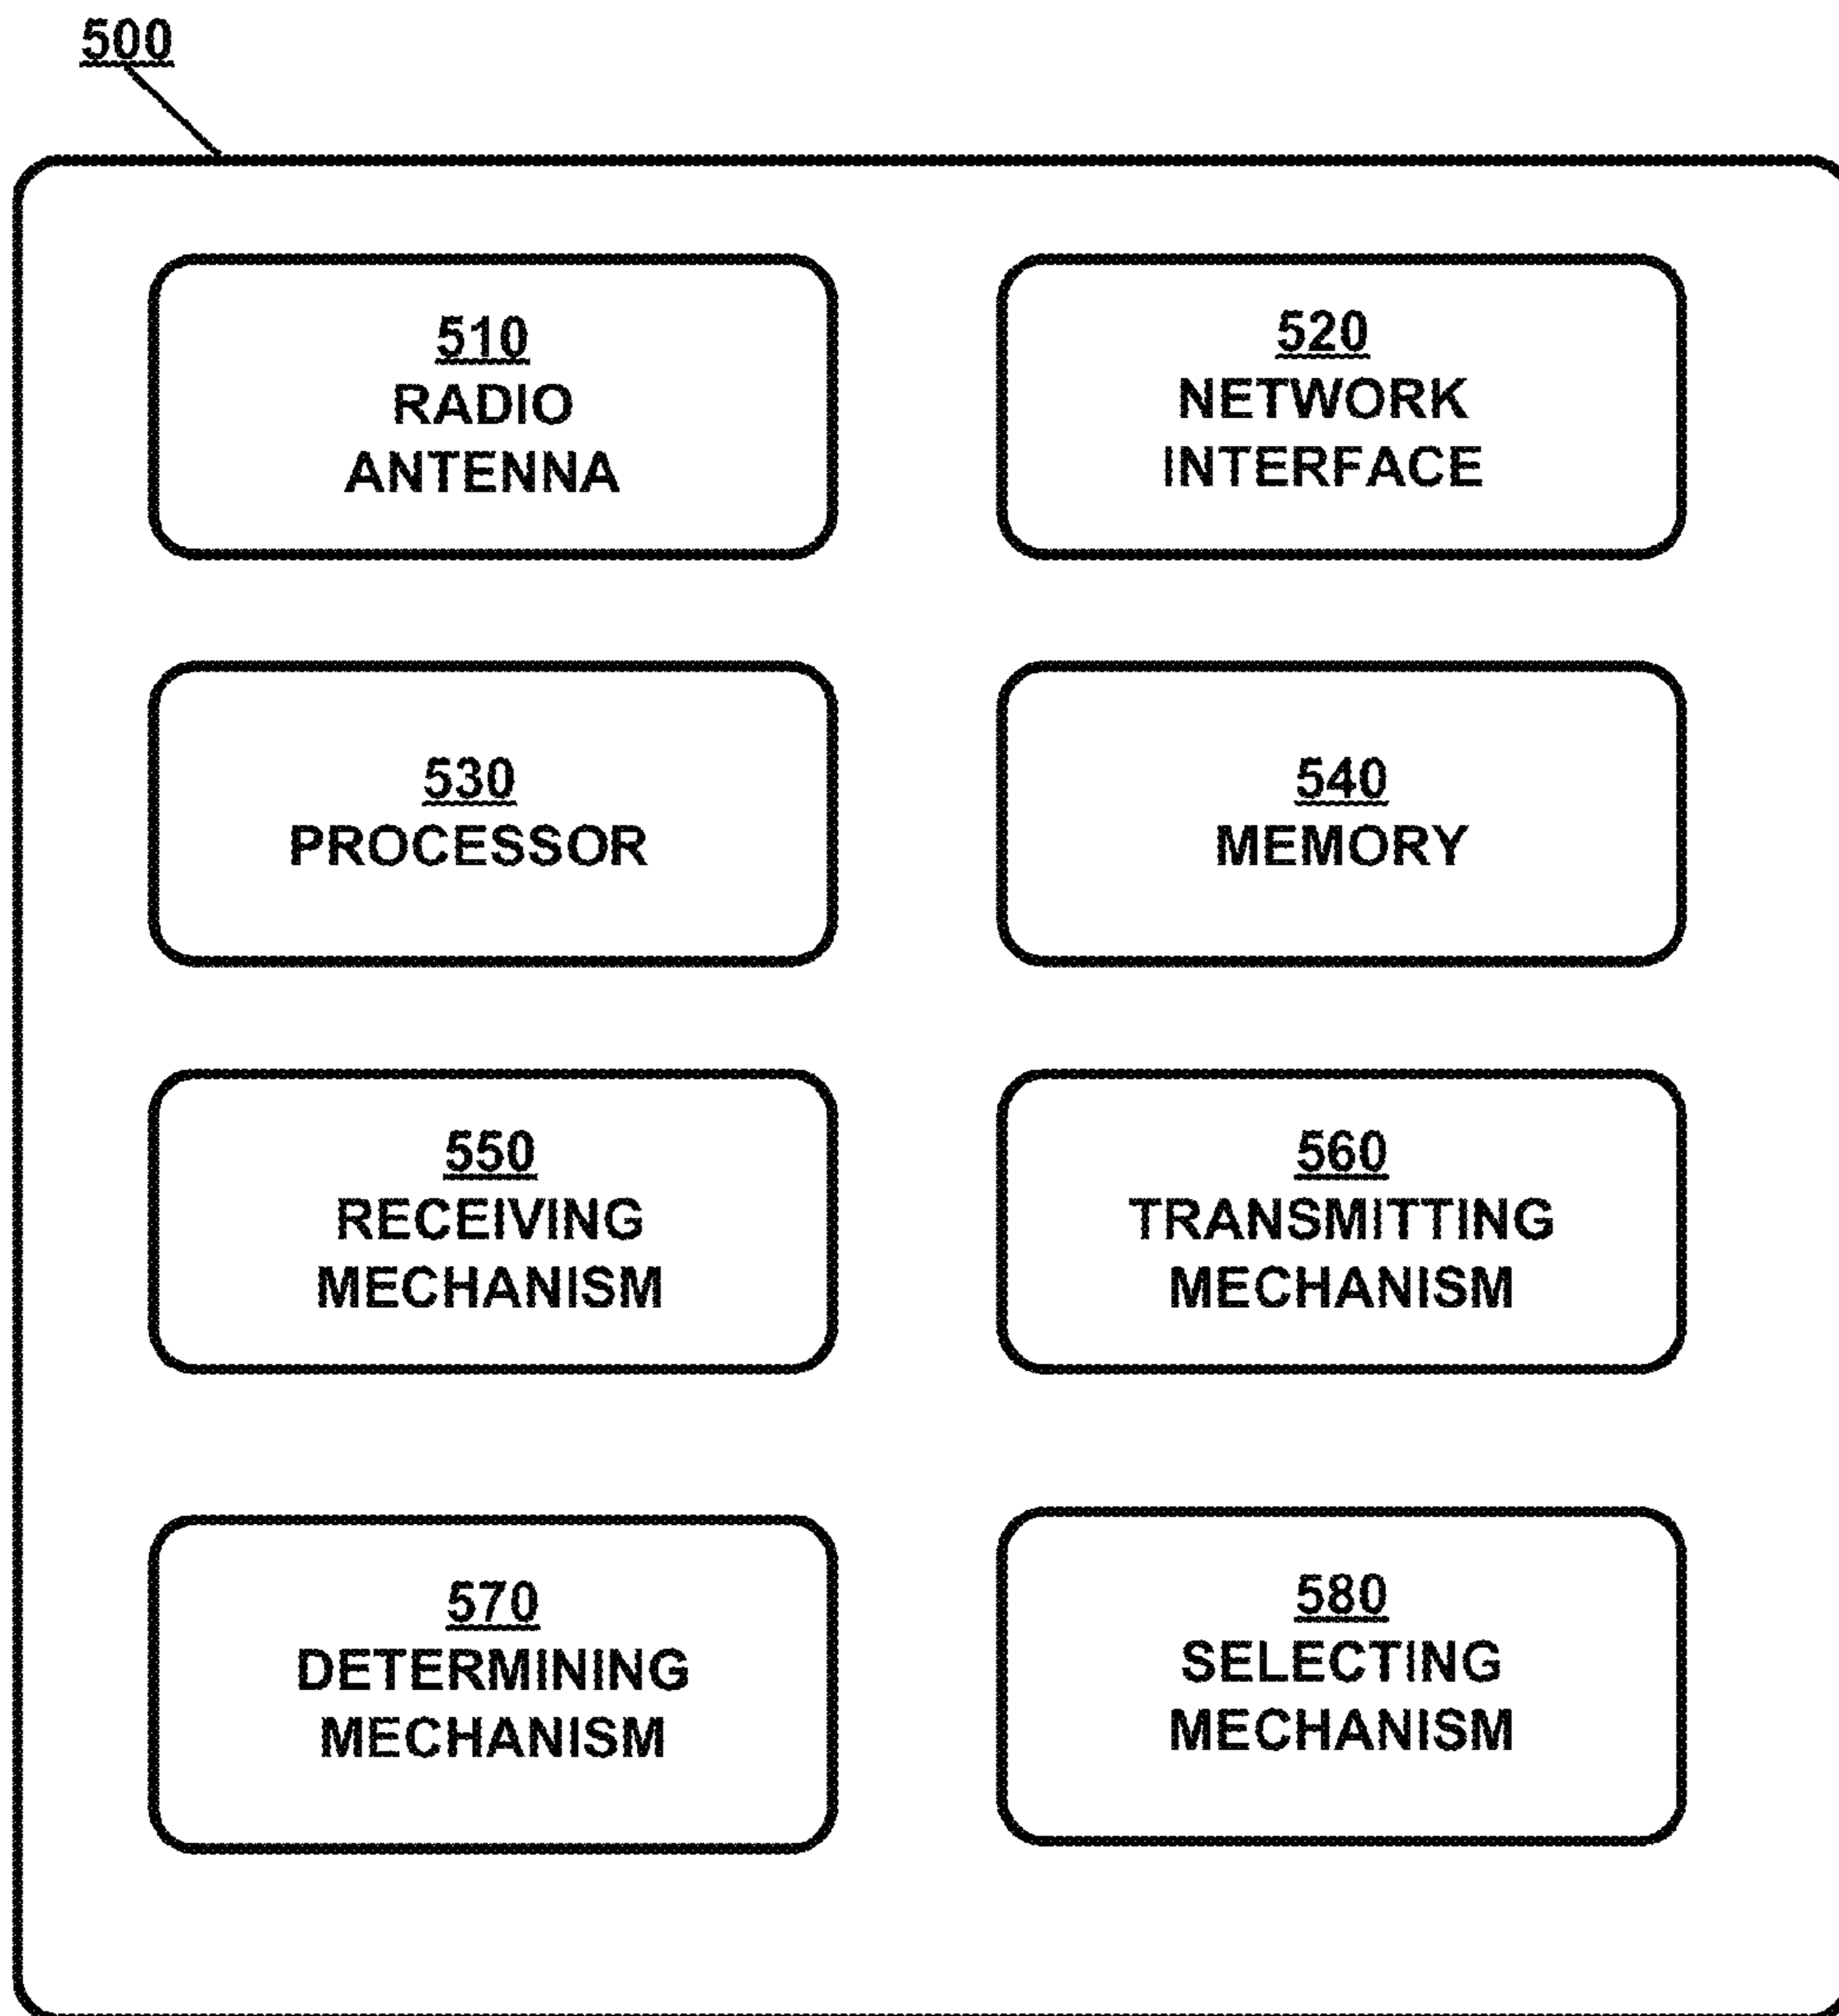 500
510
RADIO
ANTENNA
520
NETWORK
INTERFACE
530
PROCESSOR
540
MEMORY
550
RECEIVING
MECHANISM
560
TRANSMITTING
MECHANISM
570
DETERMINING
MECHANISM
580
SELECTING
MECHANISM